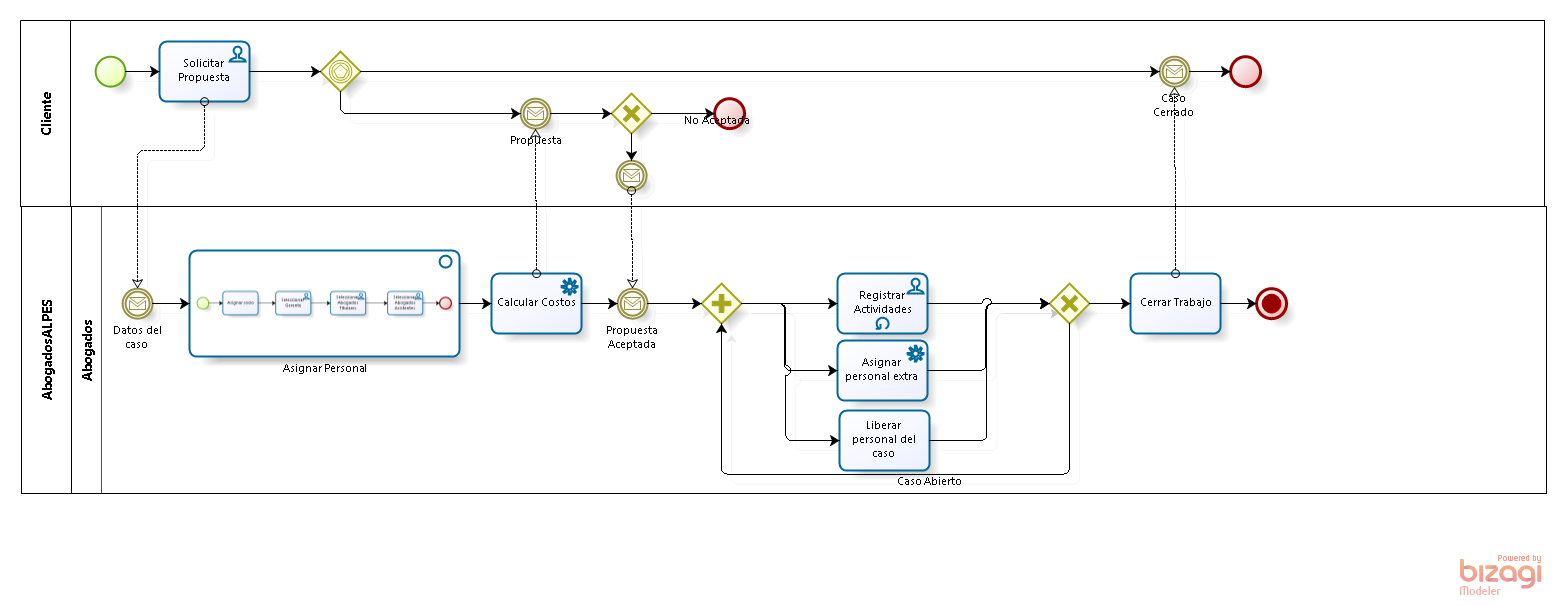 Cliente
Solicitar
Propuesta
Propuesta
No Aceptada
Caso
Cerrado
AbogadosALPES
Abogados
Datos del
caso
Asignar Personal
Calcular Costos
Propuesta
Aceptada
Registrar
Actividades
Asignar
personal extra
Liberar
personal del
caso
Caso Abierto
Cerrar Trabajo
Powered by
bizagi
Modeler